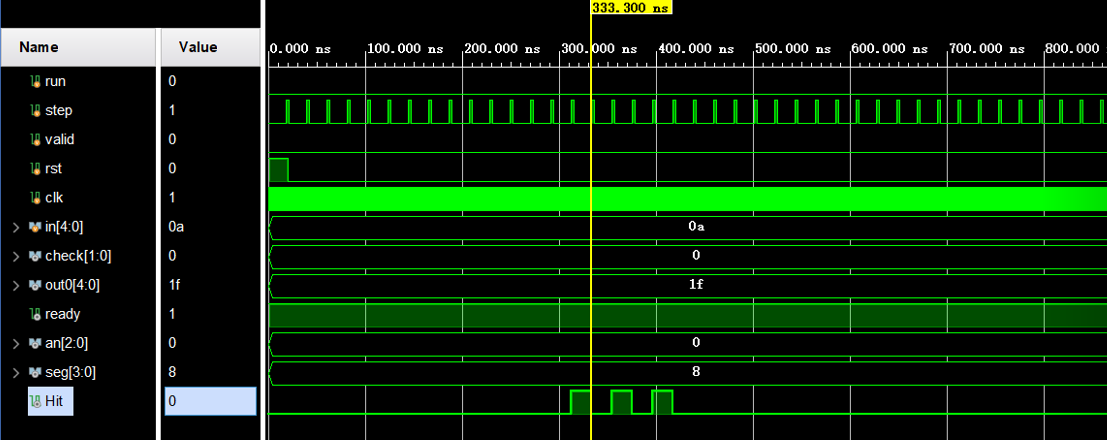 333.300 ns
Name Value
0.000 ns 100.000 ns 200.000 ns 300.000 ns 400.000 ns 500.000 ns 600.000 ns 700.000 ns 800.000
run 0
step 1
valid 0
rst 0
clk 1
in[4:0] 0a 0a
check[1:0] 0 0
out0[4:0] 1f 1f
ready 1
an[2:0] 0 0
seg[3:0] 8 8
Hit 0